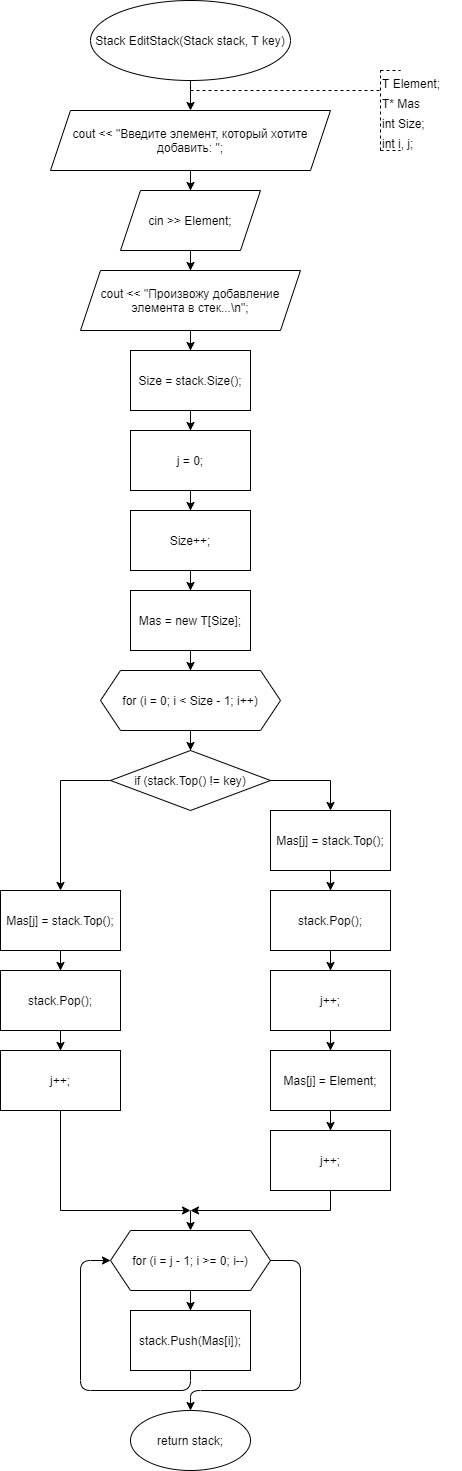 Stack EditStack(Stack stack, T key)
T Element;
T* Mas
int Size;
int i, j;
cout << "Введите элемент, который хотите
добавить: ";
cin >> Element;
cout << "Произвожу добавление
элемента в стек...\n";
Size = stack.Size();
j = 0;
Size++;
Mas = new T[Size];
for (i = 0; i < Size - 1; i++)
if (stack.Top() != key)
Mas[j] = stack.Top();
stack.Pop();
j++;
Mas[j] = stack.Top();
stack.Pop();
j++;
Mas[j] = Element;
j++;
for (i = j - 1; i >= 0; i--)
stack.Push(Mas[i]);
return stack;